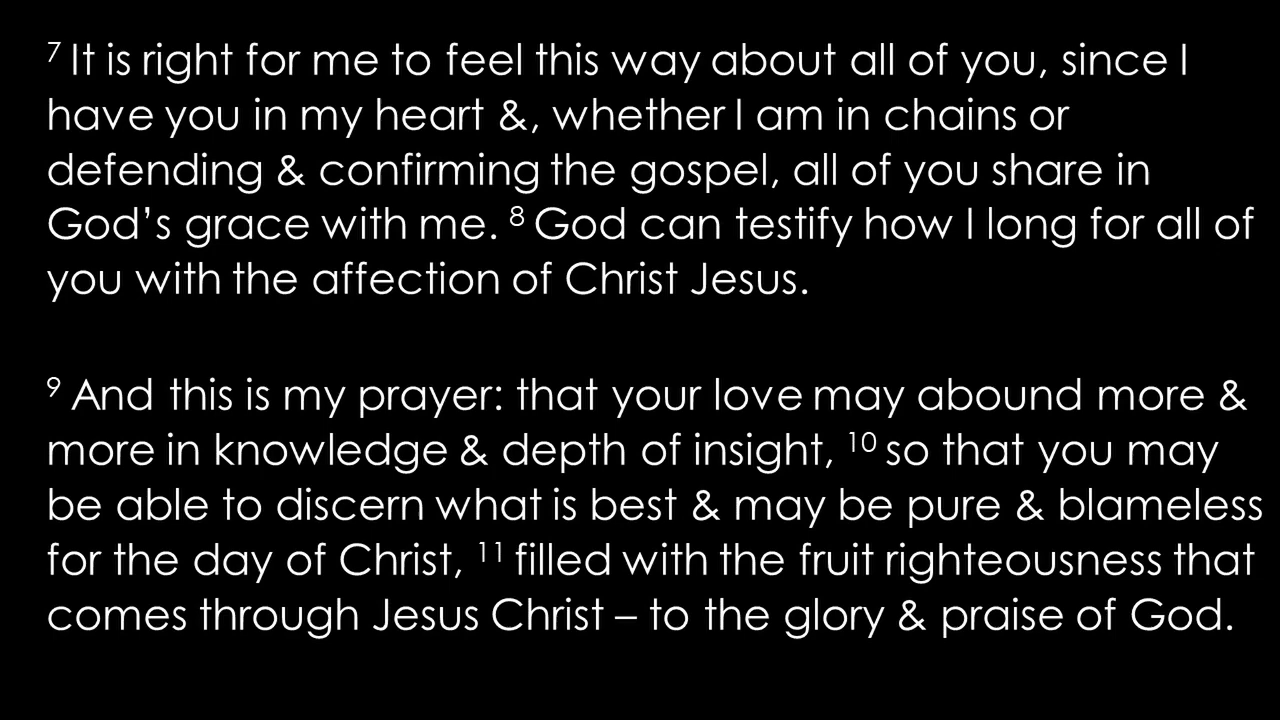 ⁷ It is right for me to feel this way about all of you, since I
have you in my heart &, whether I am in chains or
defending & confirming the gospel, all of you share in
God’s grace with me. ⁸ God can testify how I long for all of
you with the affection of Christ Jesus.
⁹ And this is my prayer: that your love may abound more &
more in knowledge & depth of insight, ¹⁰ so that you may
be able to discern what is best & may be pure & blameless
for the day of Christ, ¹¹ filled with the fruit righteousness that
comes through Jesus Christ – to the glory & praise of God.